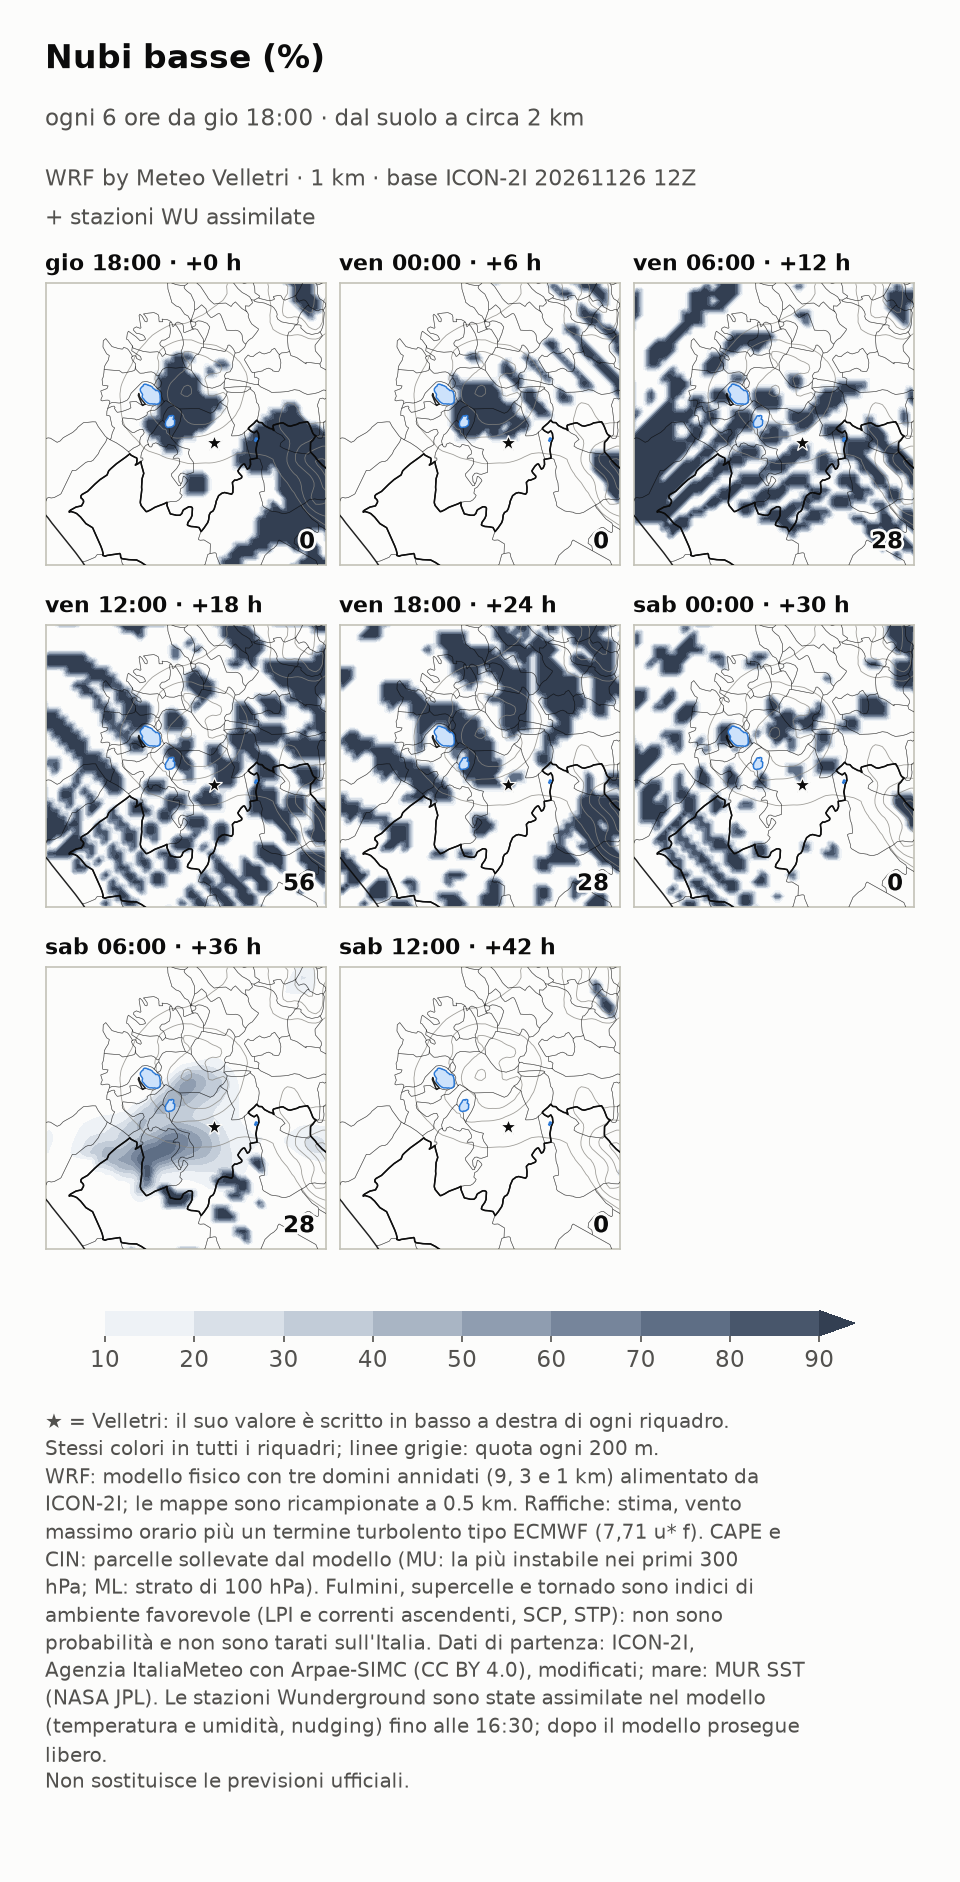 Nubi basse (%)
ogni 6 ore da gio 18:00 · dal suolo a circa 2 km
WRF by Meteo Velletri · 1 km · base ICON-2I 20261126 12Z
+ stazioni WU assimilate
gio 18:00 · +0 h
ven 00:00 · +6 h
ven 06:00 · +12 h
0
0
28
ven 12:00 · +18 h
ven 18:00 · +24 h
sab 00:00 · +30 h
56
28
0
sab 06:00 · +36 h
sab 12:00 · +42 h
28
0
10 20 30 40 50 60 70 80 90
★ = Velletri: il suo valore è scritto in basso a destra di ogni riquadro.
Stessi colori in tutti i riquadri; linee grigie: quota ogni 200 m.
WRF: modello fisico con tre domini annidati (9, 3 e 1 km) alimentato da
ICON-2I; le mappe sono ricampionate a 0.5 km. Raffiche: stima, vento
massimo orario più un termine turbolento tipo ECMWF (7,71 u* f). CAPE e
CIN: parcelle sollevate dal modello (MU: la più instabile nei primi 300
hPa; ML: strato di 100 hPa). Fulmini, supercelle e tornado sono indici di
ambiente favorevole (LPI e correnti ascendenti, SCP, STP): non sono
probabilità e non sono tarati sull'Italia. Dati di partenza: ICON-2I,
Agenzia ItaliaMeteo con Arpae-SIMC (CC BY 4.0), modificati; mare: MUR SST
(NASA JPL). Le stazioni Wunderground sono state assimilate nel modello
(temperatura e umidità, nudging) fino alle 16:30; dopo il modello prosegue
libero.
Non sostituisce le previsioni ufficiali.